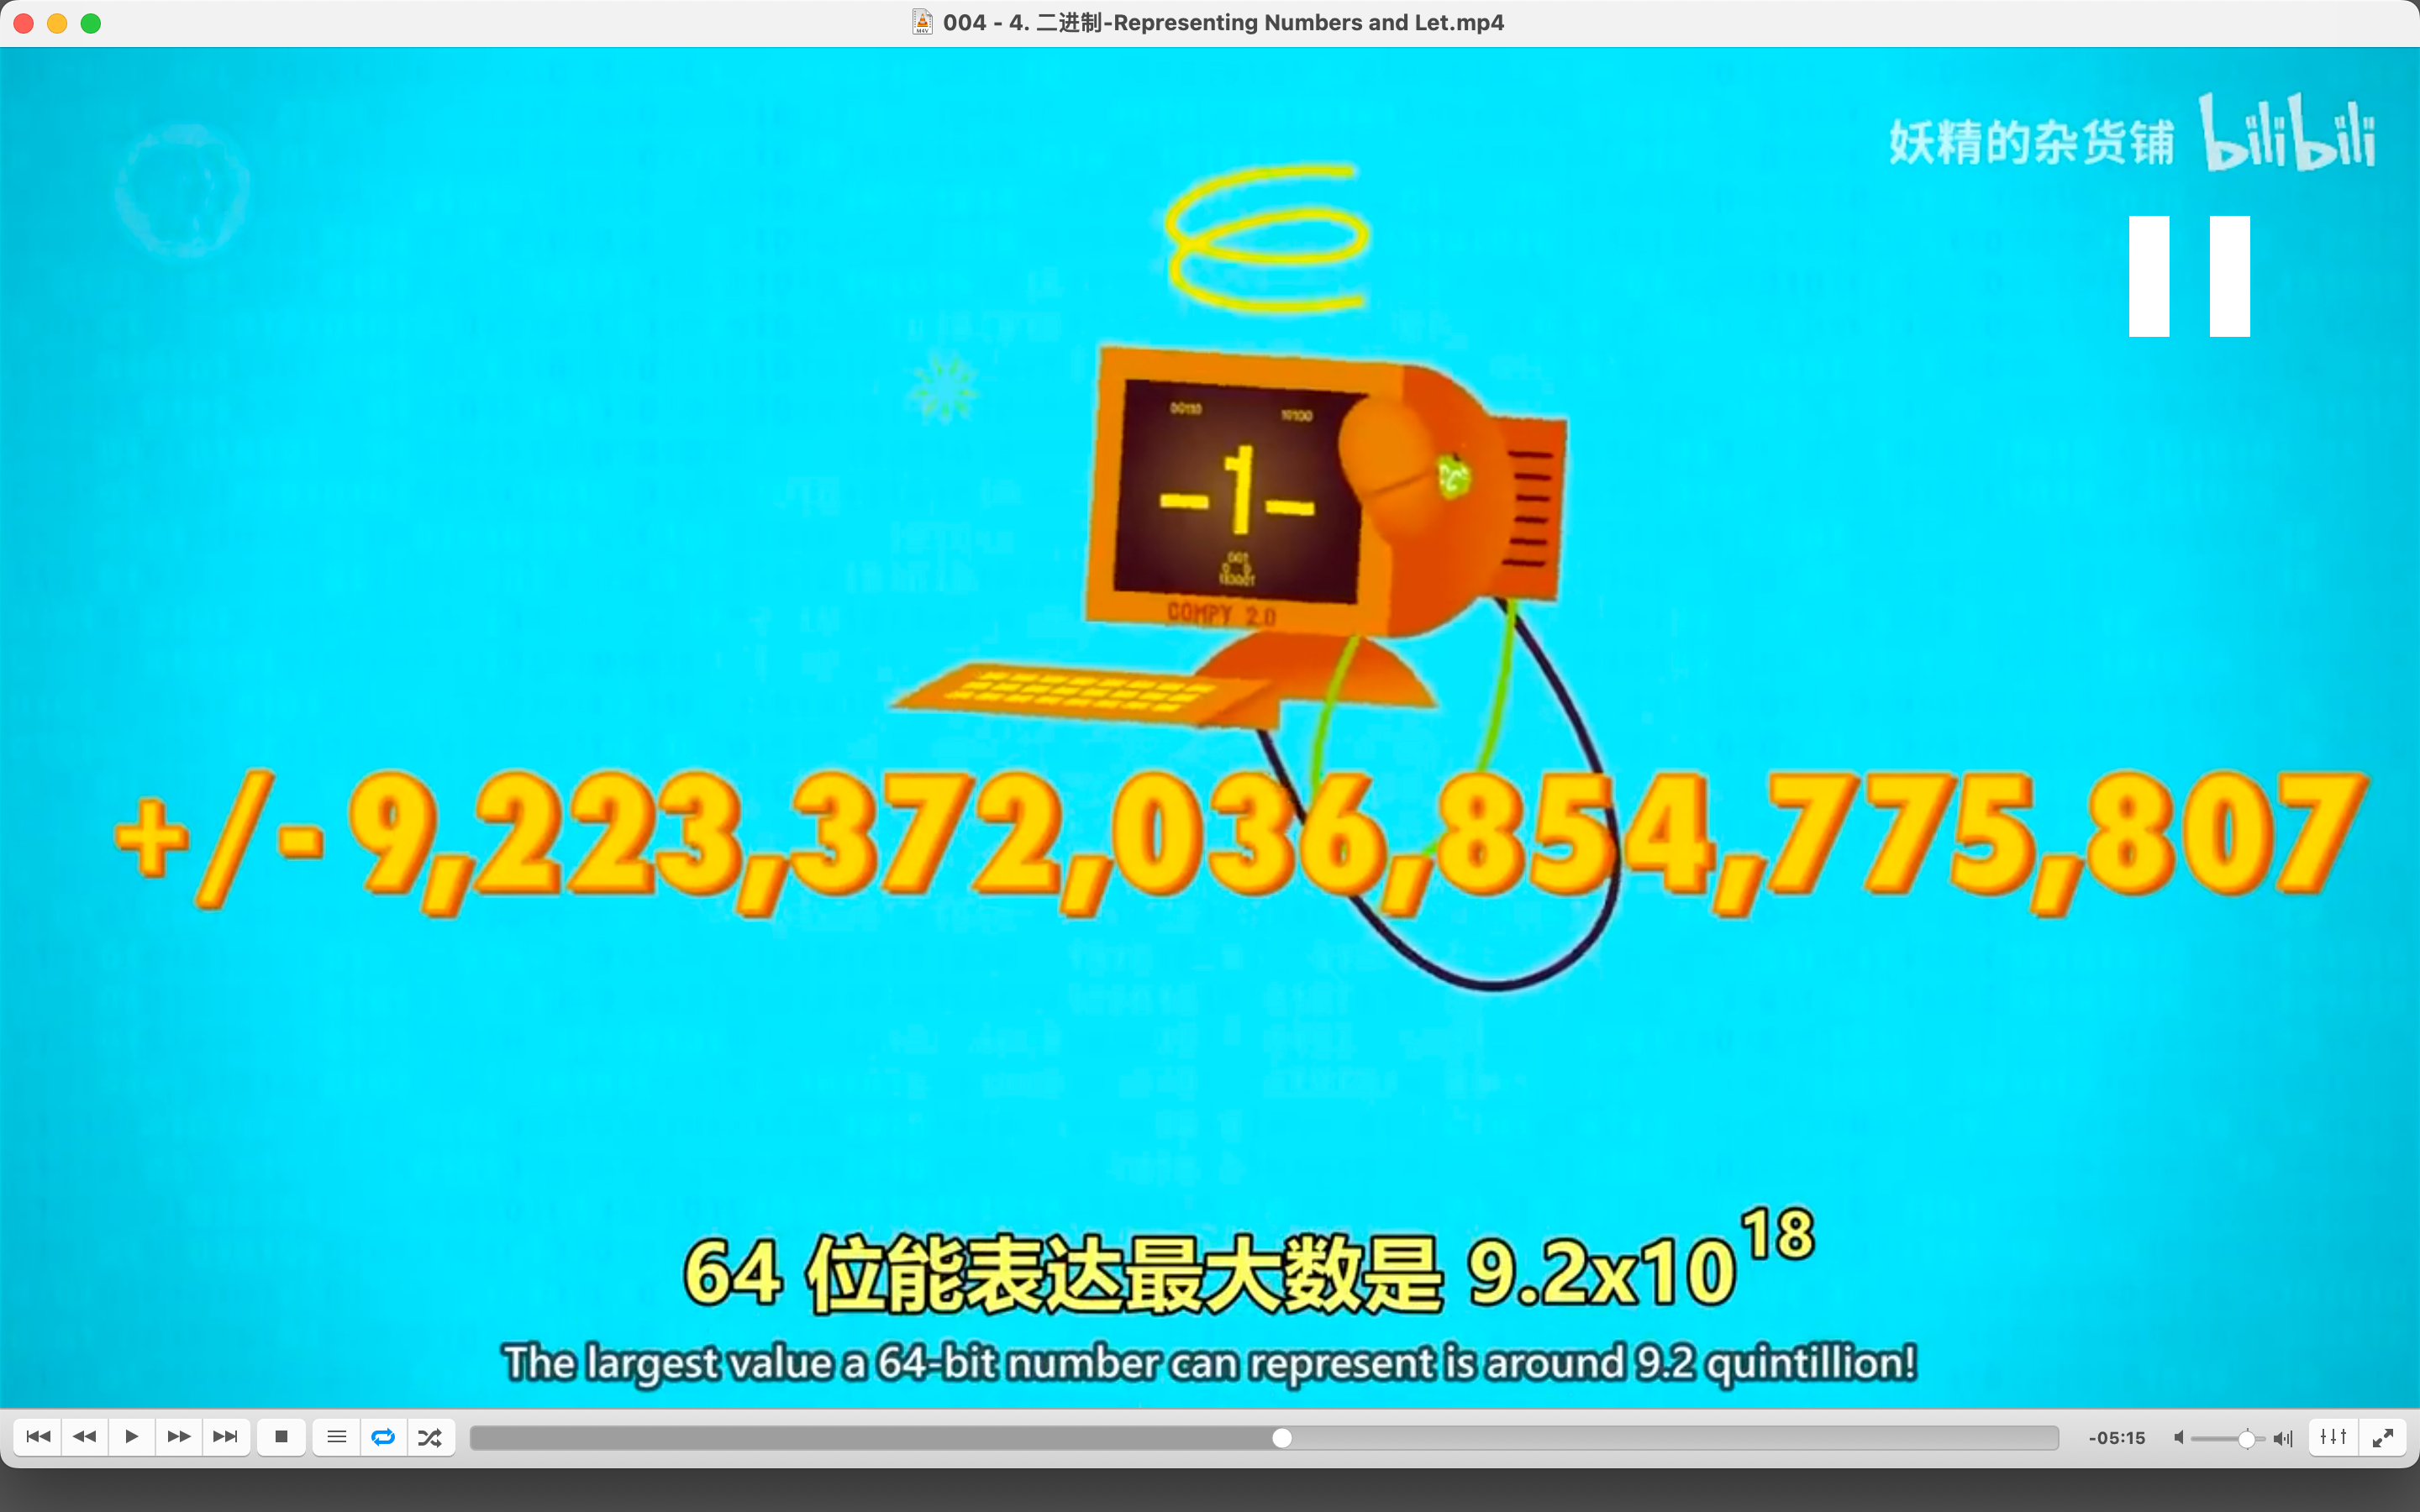 004 - 4. 二进制-Representing Numbers and Let.mp4
妖精的杂货铺 bilibili
00110 10100
-1-
001
COMPY 2.0
+/- 9,223,372,036,854,775,807
64 位能表达最大数是 9.2x10¹⁸
The largest value a 64-bit number can represent is around 9.2 quintillion!
-05:15